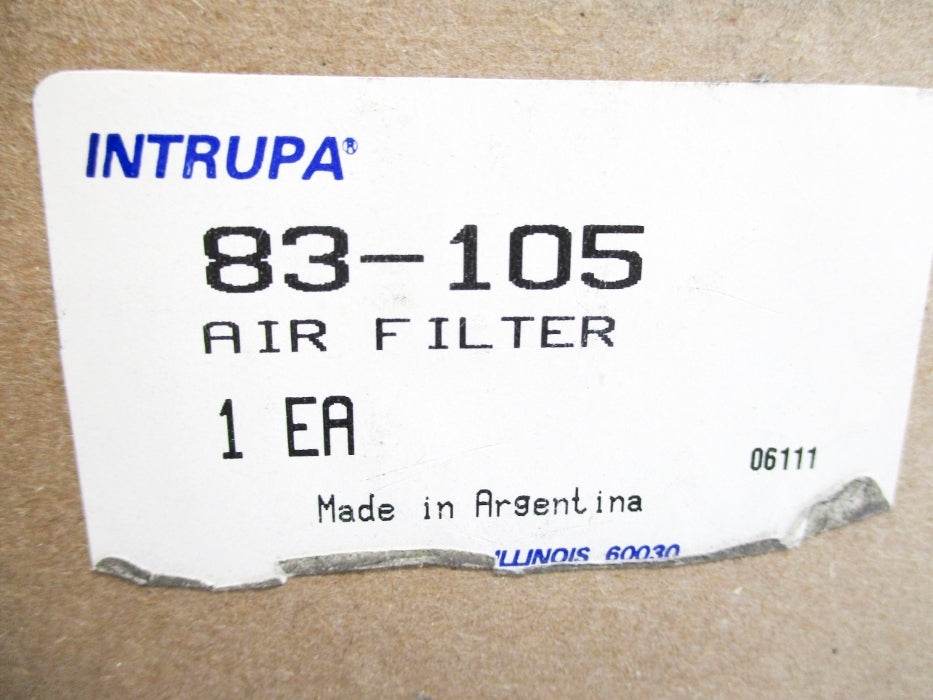 INTRUPA®
83-105
AIR FILTER
1 EA
06111
Made in Argentina
ILLINOIS 60030